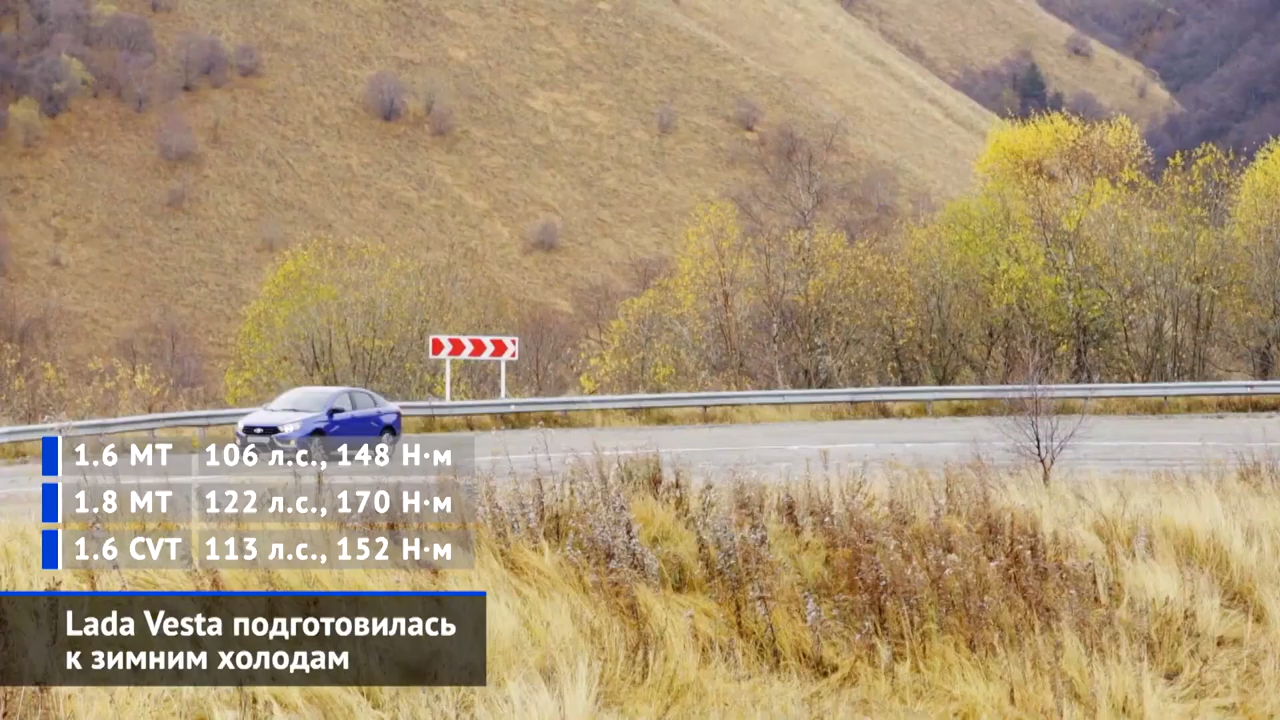 1.6 MT 106 л.с., 148 Н·м
1.8 MT 122 л.с., 170 Н·м
1.6 CVT 113 л.с., 152 Н·м
Lada Vesta подготовилась
к зимним холодам